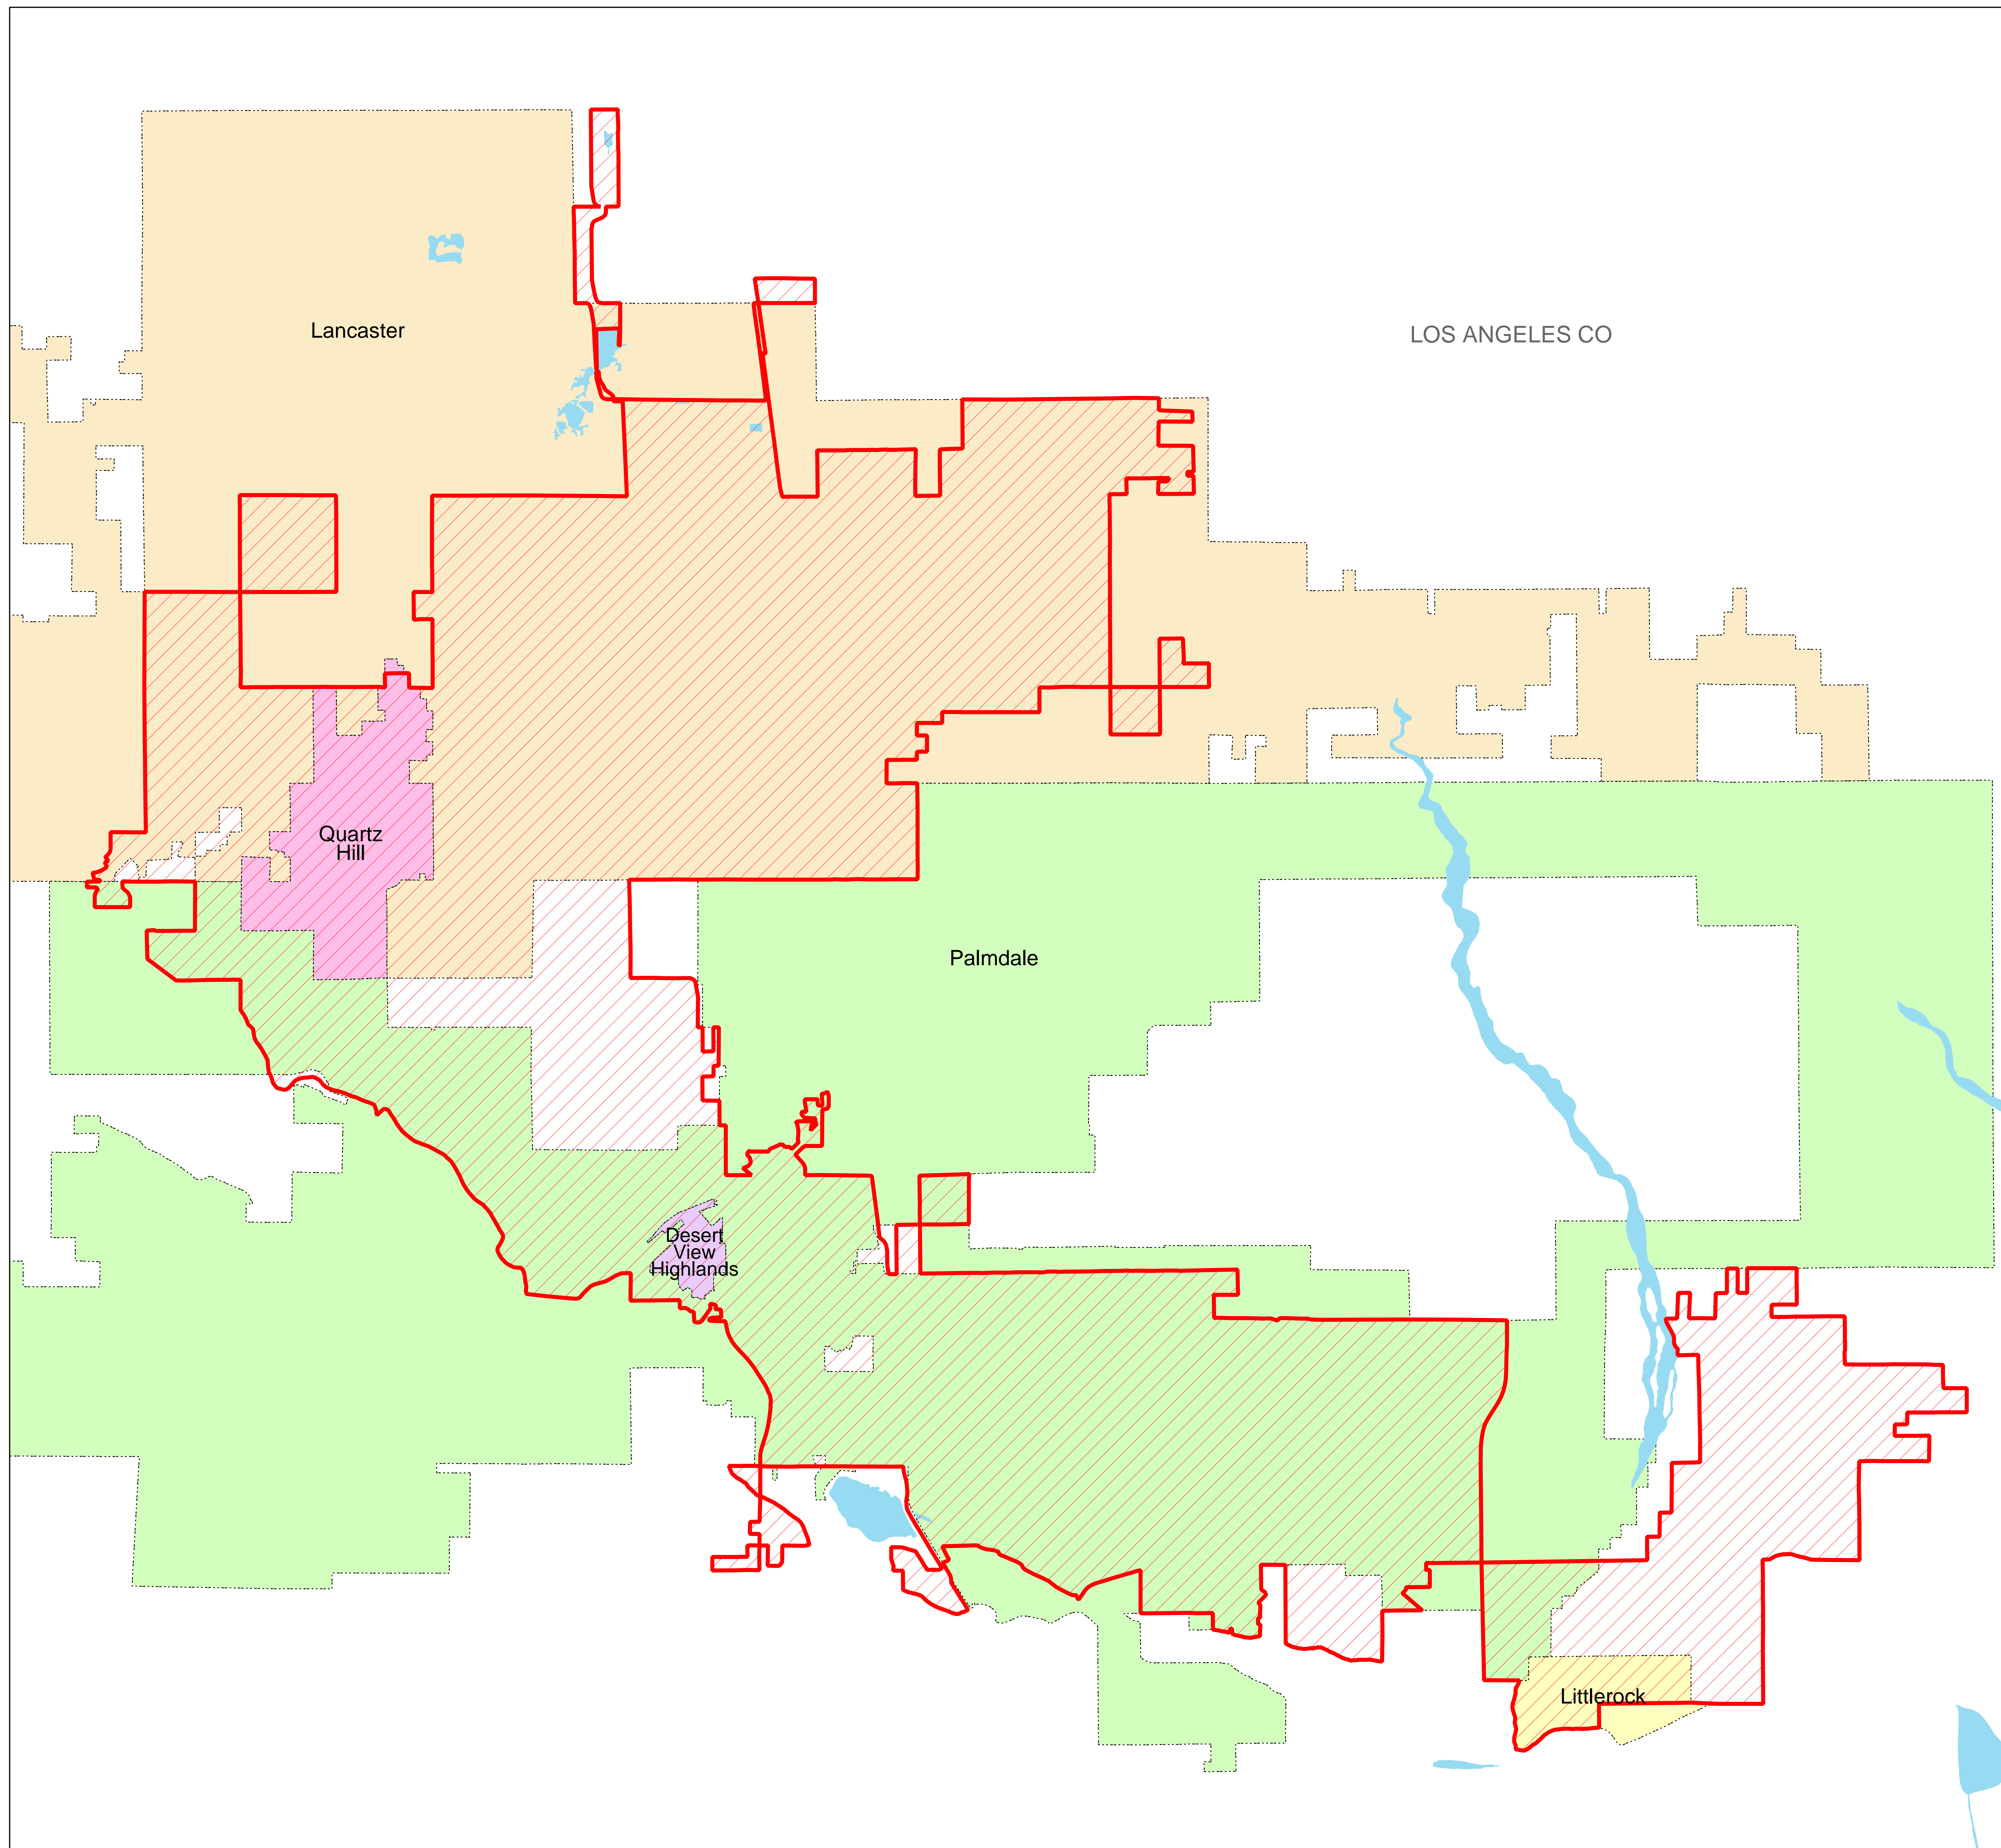 Lancaster
LOS ANGELES CO
Quartz
Hill
Palmdale
Desert
View
Highlands
Littlerock